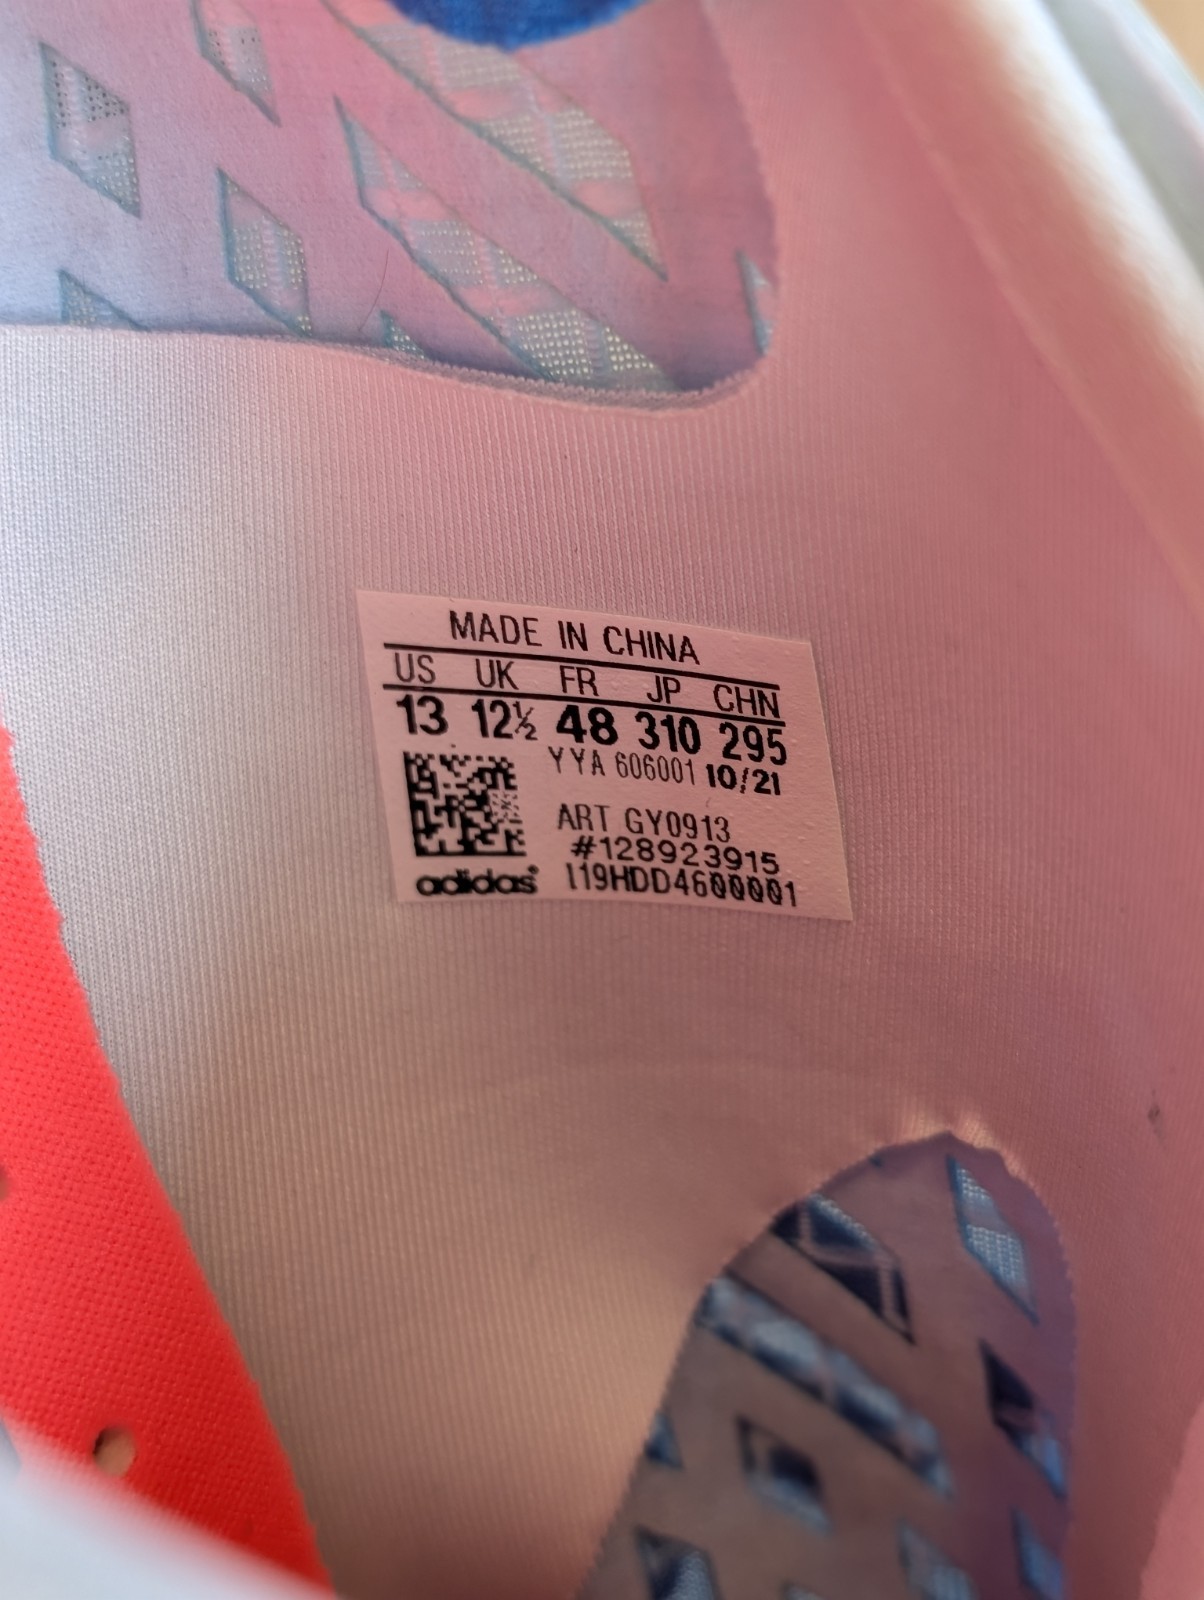 MADE IN CHINA
US UK FR JP CHN
13 12½ 48 310 295
YYA 606001 10/21
ART GY0913
#128923915
adidas® I19HDD4600001